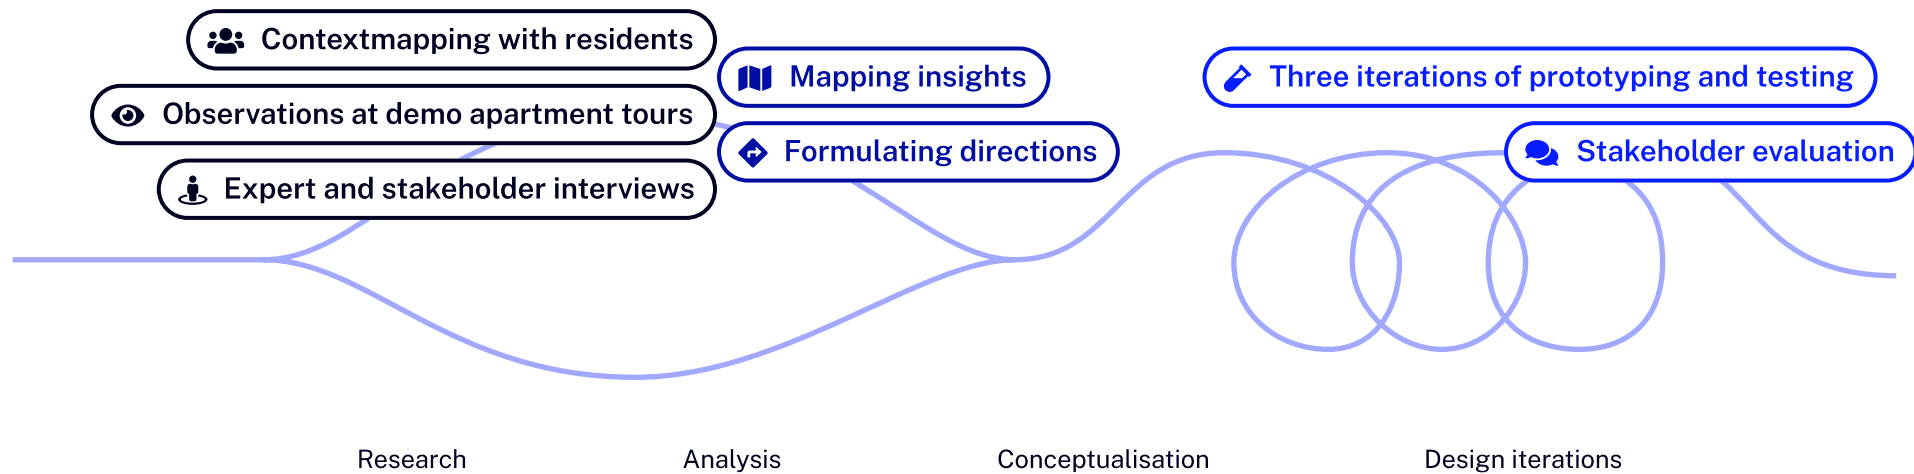 Contextmapping with residents
Observations at demo apartment tours
Expert and stakeholder interviews
Mapping insights
Formulating directions
Three iterations of prototyping and testing
Stakeholder evaluation
Research
Analysis
Conceptualisation
Design iterations